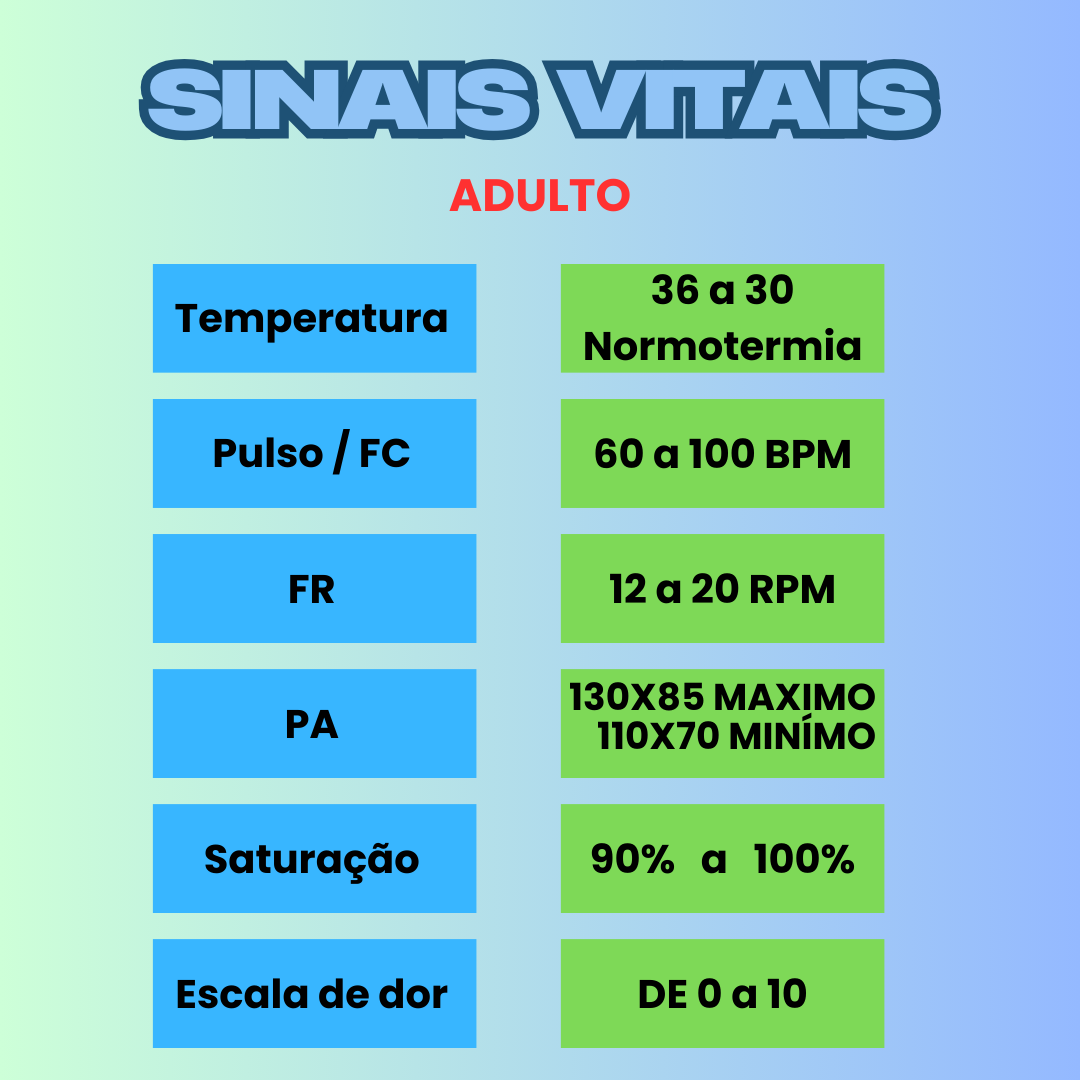 SINAIS VITAIS
ADULTO
Temperatura
36 a 30
Normotermia
Pulso / FC
60 a 100 BPM
FR
12 a 20 RPM
PA
130X85 MAXIMO
110X70 MINÍMO
Saturação
90% a 100%
Escala de dor
DE 0 a 10